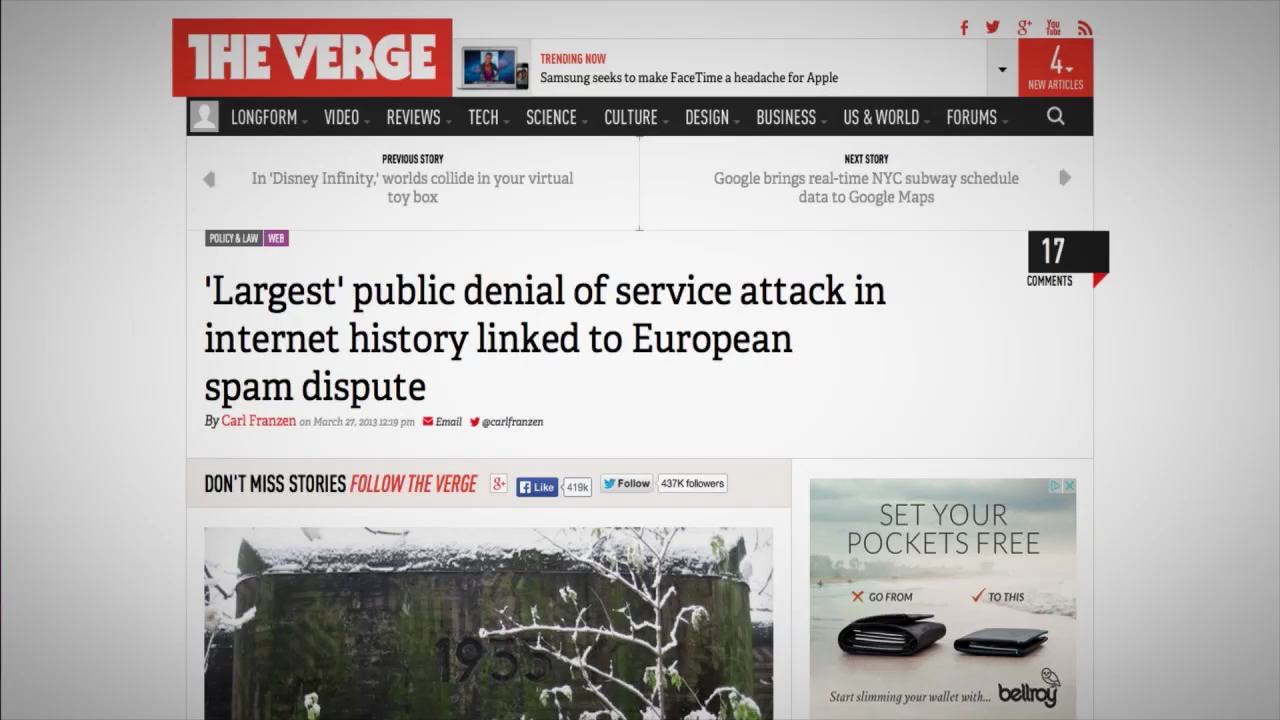 THE VERGE
TRENDING NOW
Samsung seeks to make FaceTime a headache for Apple
4
NEW ARTICLES
LONGFORM VIDEO REVIEWS TECH SCIENCE CULTURE DESIGN BUSINESS US & WORLD FORUMS
PREVIOUS STORY
In 'Disney Infinity,' worlds collide in your virtual
toy box
NEXT STORY
Google brings real-time NYC subway schedule
data to Google Maps
POLICY & LAW WEB
17
COMMENTS
'Largest' public denial of service attack in
internet history linked to European
spam dispute
By Carl Franzen on March 27, 2013 12:19 pm Email @carlfranzen
DON'T MISS STORIES FOLLOW THE VERGE g+ f Like 419k Follow 437K followers
1955
SET YOUR
POCKETS FREE
GO FROM TO THIS
Start slimming your wallet with... bellroy